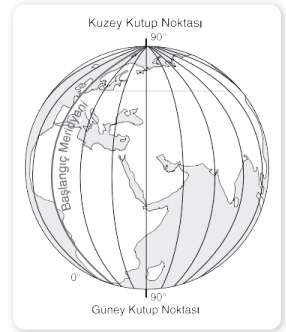 Kuzey Kutup Noktası
90°
Başlangıç Meridyeni
0°
90°
Güney Kutup Noktası